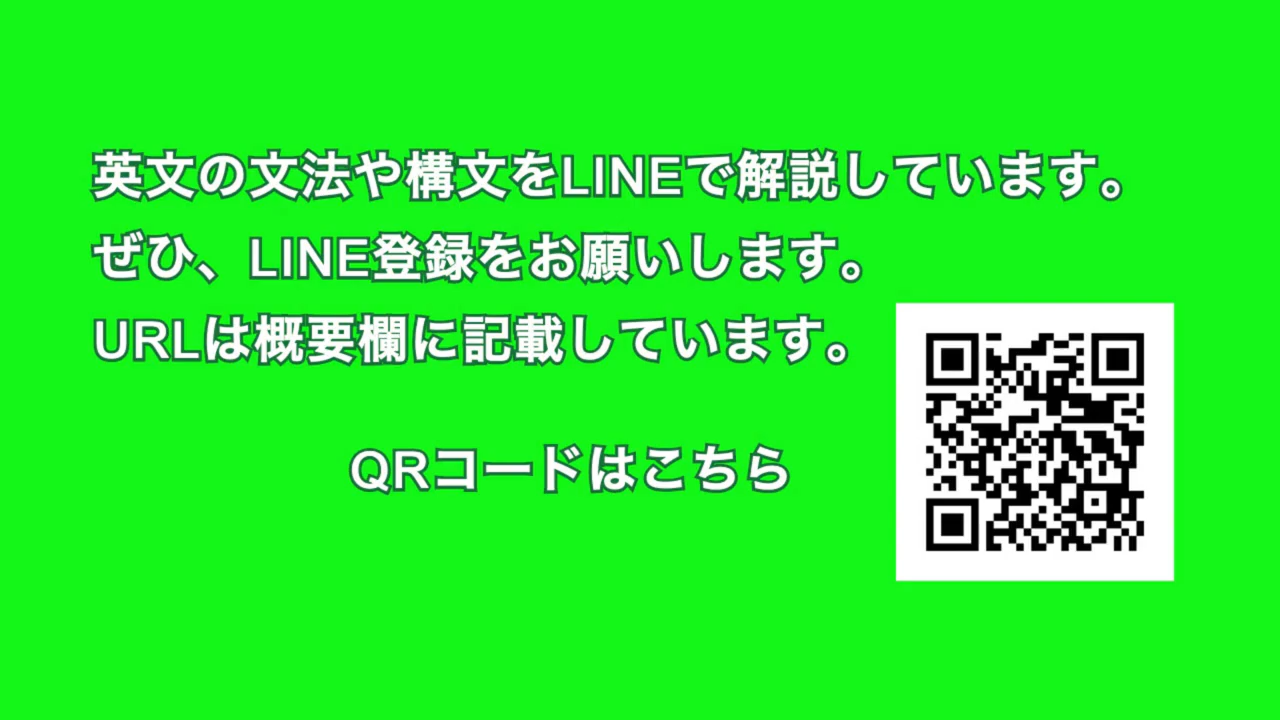 英文の文法や構文をLINEで解説しています。
ぜひ、LINE登録をお願いします。
URLは概要欄に記載しています。
QRコードはこちら